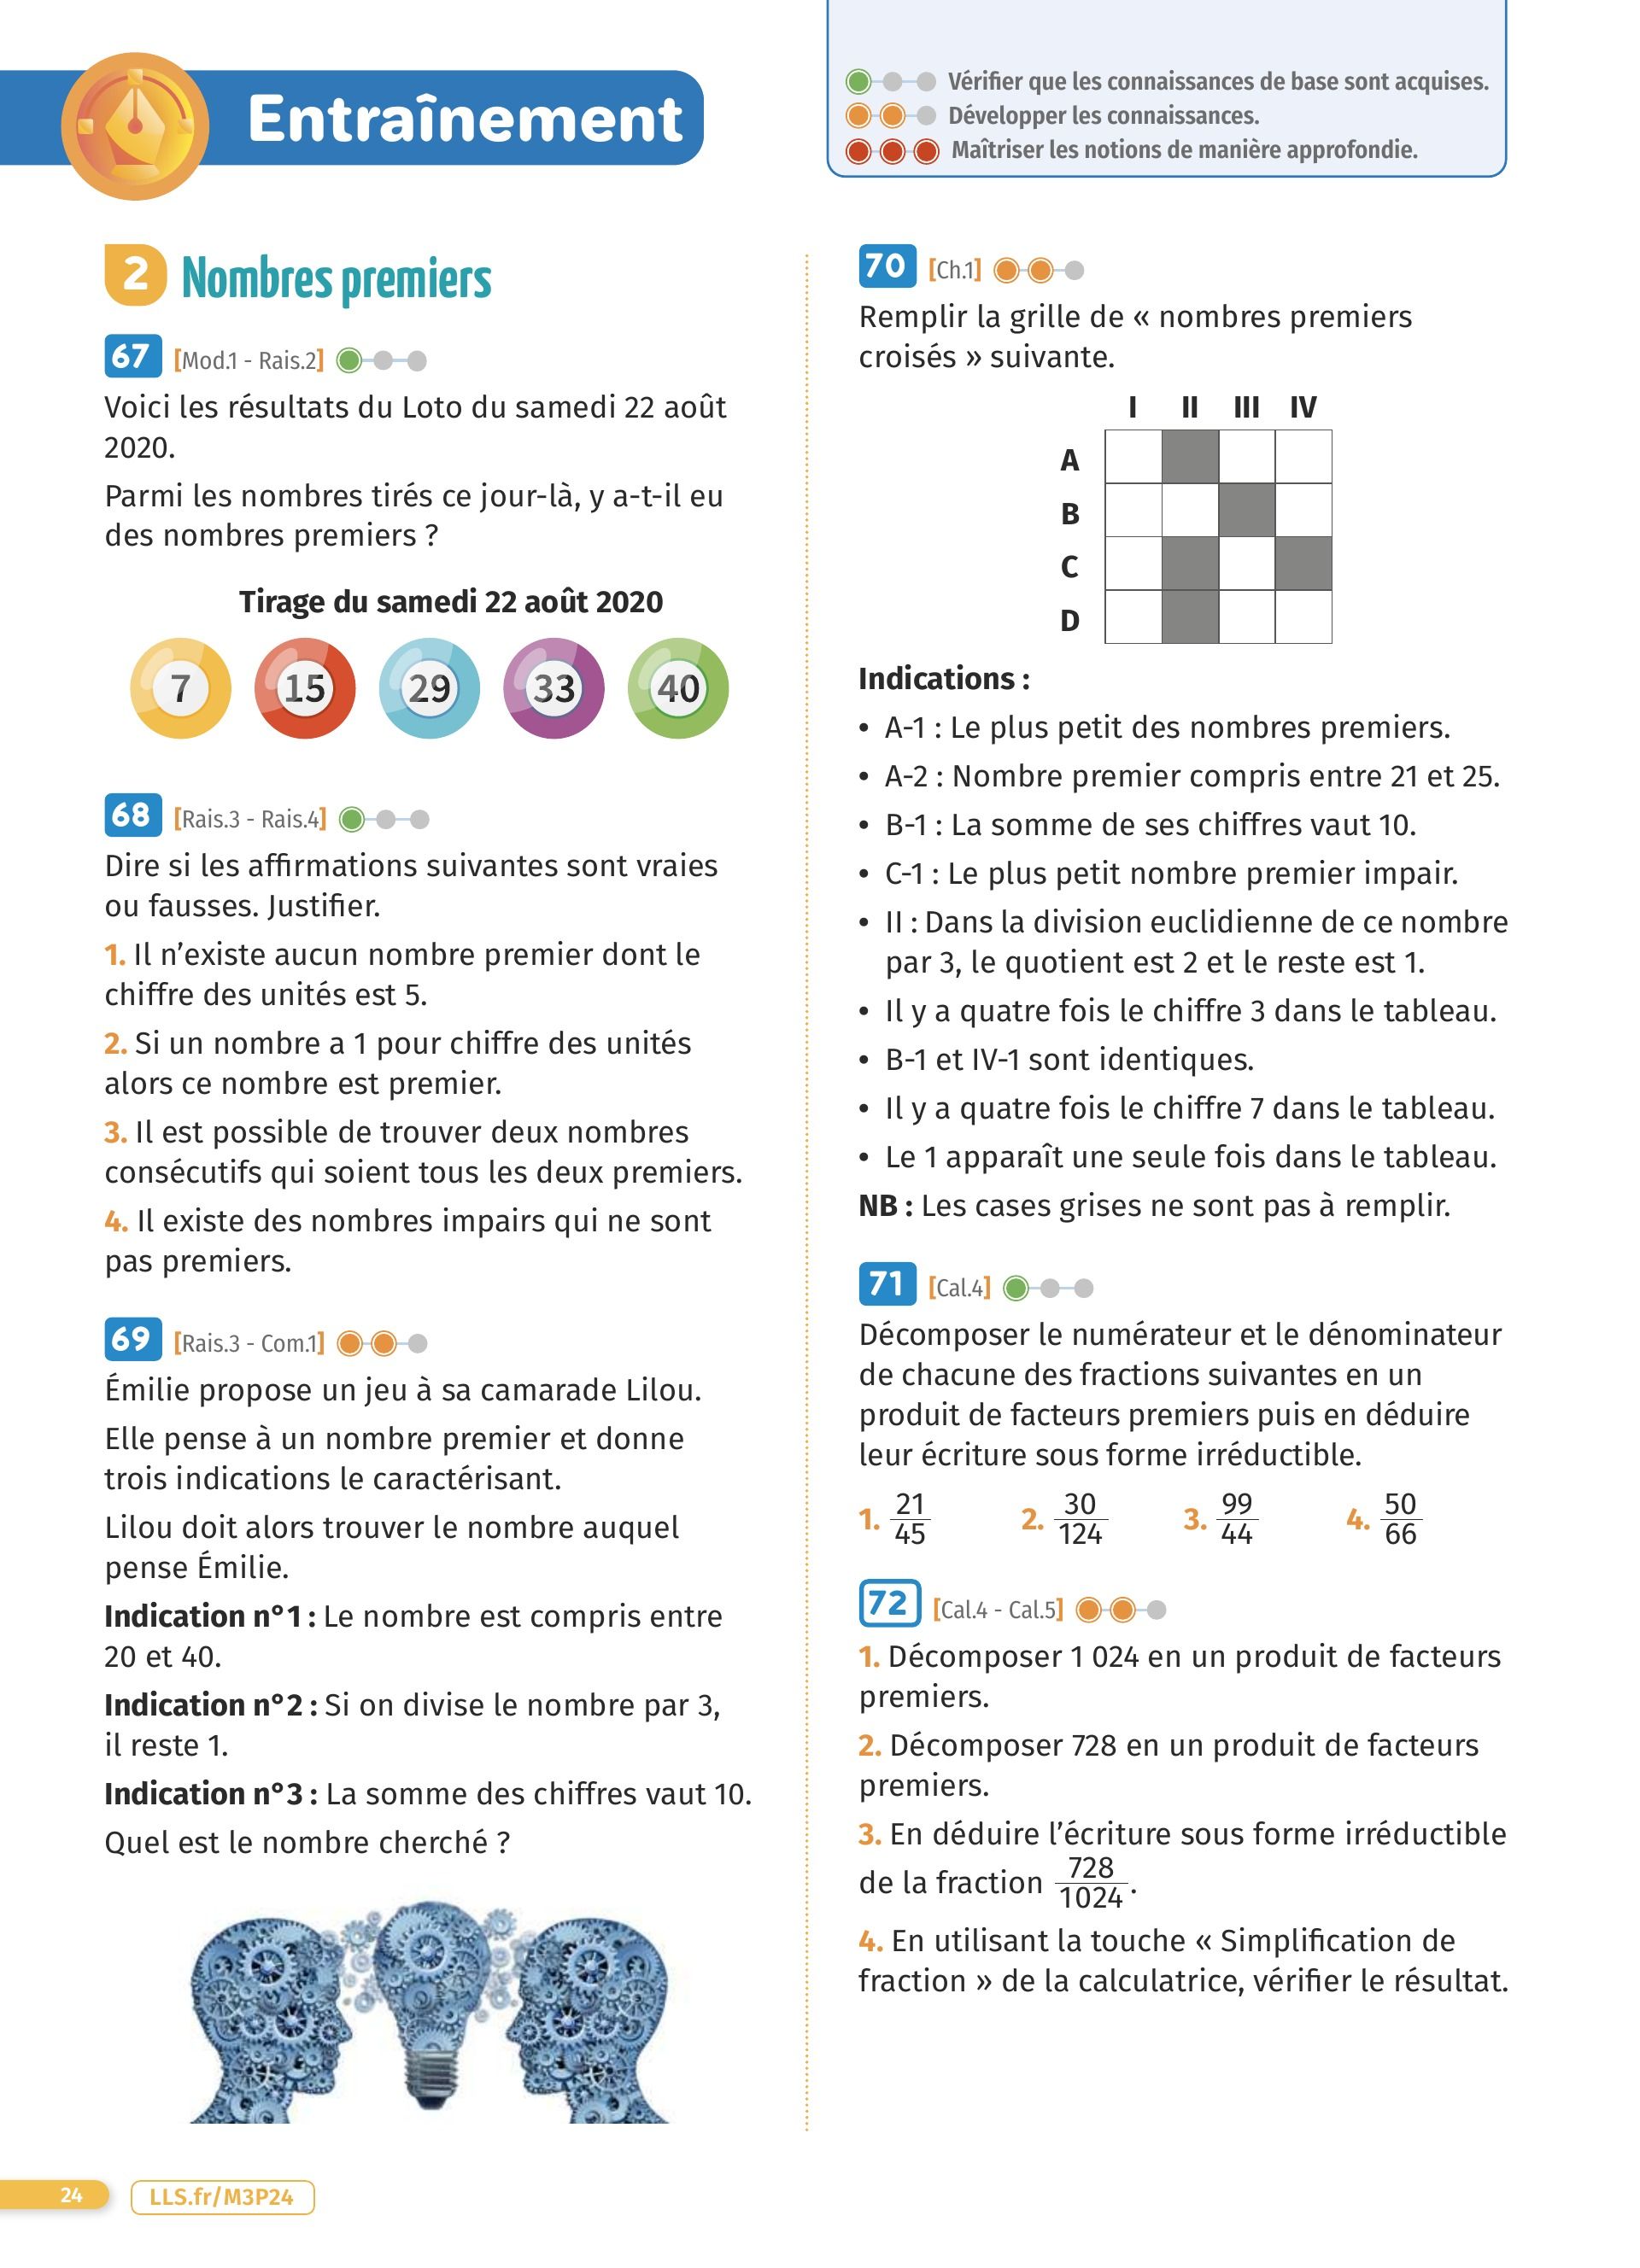 Entraînement
Vérifier que les connaissances de base sont acquises.
Développer les connaissances.
Maîtriser les notions de manière approfondie.
2 Nombres premiers
67 [Mod.1 - Rais.2]
Voici les résultats du Loto du samedi 22 août
2020.
Parmi les nombres tirés ce jour-là, y a-t-il eu
des nombres premiers ?
Tirage du samedi 22 août 2020
7 15 29 33 40
68 [Rais.3 - Rais.4]
Dire si les affirmations suivantes sont vraies
ou fausses. Justifier.
1. Il n’existe aucun nombre premier dont le
chiffre des unités est 5.
2. Si un nombre a 1 pour chiffre des unités
alors ce nombre est premier.
3. Il est possible de trouver deux nombres
consécutifs qui soient tous les deux premiers.
4. Il existe des nombres impairs qui ne sont
pas premiers.
69 [Rais.3 - Com.1]
Émilie propose un jeu à sa camarade Lilou.
Elle pense à un nombre premier et donne
trois indications le caractérisant.
Lilou doit alors trouver le nombre auquel
pense Émilie.
Indication n°1 : Le nombre est compris entre
20 et 40.
Indication n°2 : Si on divise le nombre par 3,
il reste 1.
Indication n°3 : La somme des chiffres vaut 10.
Quel est le nombre cherché ?
70 [Ch.1]
Remplir la grille de « nombres premiers
croisés » suivante.
I II III IV
A
B
C
D
Indications :
• A-1 : Le plus petit des nombres premiers.
• A-2 : Nombre premier compris entre 21 et 25.
• B-1 : La somme de ses chiffres vaut 10.
• C-1 : Le plus petit nombre premier impair.
• II : Dans la division euclidienne de ce nombre
par 3, le quotient est 2 et le reste est 1.
• Il y a quatre fois le chiffre 3 dans le tableau.
• B-1 et IV-1 sont identiques.
• Il y a quatre fois le chiffre 7 dans le tableau.
• Le 1 apparaît une seule fois dans le tableau.
NB : Les cases grises ne sont pas à remplir.
71 [Cal.4]
Décomposer le numérateur et le dénominateur
de chacune des fractions suivantes en un
produit de facteurs premiers puis en déduire
leur écriture sous forme irréductible.
1. 21/45 2. 30/124 3. 99/44 4. 50/66
72 [Cal.4 - Cal.5]
1. Décomposer 1 024 en un produit de facteurs
premiers.
2. Décomposer 728 en un produit de facteurs
premiers.
3. En déduire l’écriture sous forme irréductible
de la fraction 728/1024.
4. En utilisant la touche « Simplification de
fraction » de la calculatrice, vérifier le résultat.
24
LLS.fr/M3P24